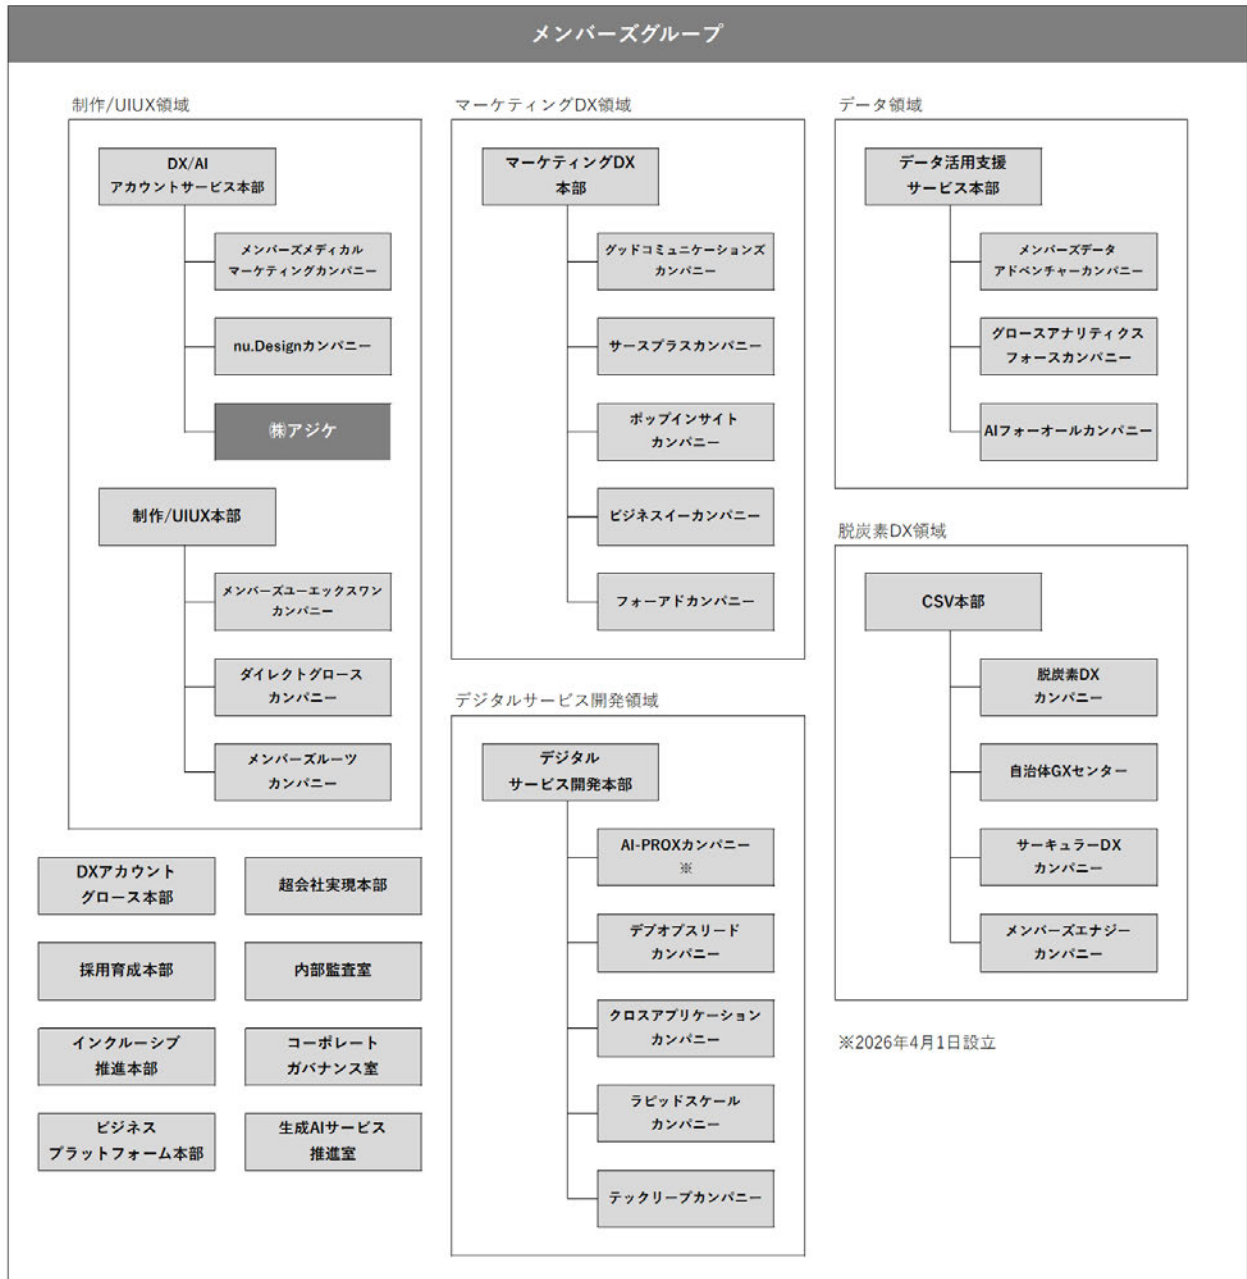 メンバーズグループ
制作/UIUX領域
DX/AI
アカウントサービス本部
メンバーズメディカル
マーケティングカンパニー
nu.Designカンパニー
㈱アジケ
制作/UIUX本部
メンバーズユーエックスワン
カンパニー
ダイレクトグロース
カンパニー
メンバーズルーツ
カンパニー
マーケティングDX領域
マーケティングDX
本部
グッドコミュニケーションズ
カンパニー
サースプラスカンパニー
ポップインサイト
カンパニー
ビジネスイーカンパニー
フォーアドカンパニー
デジタルサービス開発領域
デジタル
サービス開発本部
AI-PROXカンパニー
※
デブオプスリード
カンパニー
クロスアプリケーション
カンパニー
ラピッドスケール
カンパニー
テックリープカンパニー
データ領域
データ活用支援
サービス本部
メンバーズデータ
アドベンチャーカンパニー
グロースアナリティクス
フォースカンパニー
AIフォーオールカンパニー
脱炭素DX領域
CSV本部
脱炭素DX
カンパニー
自治体GXセンター
サーキュラーDX
カンパニー
メンバーズエナジー
カンパニー
※2026年4月1日設立
DXアカウント
グロース本部
超会社実現本部
採用育成本部
内部監査室
インクルーシブ
推進本部
コーポレート
ガバナンス室
ビジネス
プラットフォーム本部
生成AIサービス
推進室